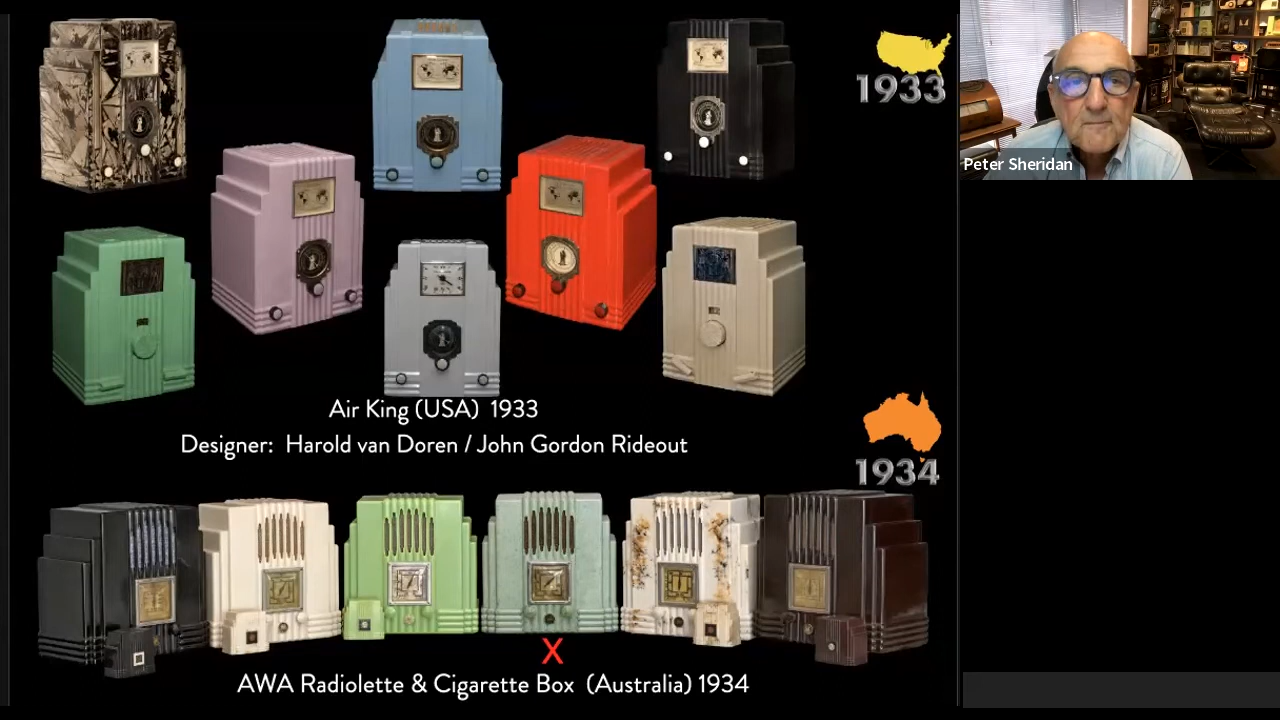 1933
Peter Sheridan
Air King (USA) 1933
Designer: Harold van Doren / John Gordon Rideout
1934
X
AWA Radiolette & Cigarette Box (Australia) 1934